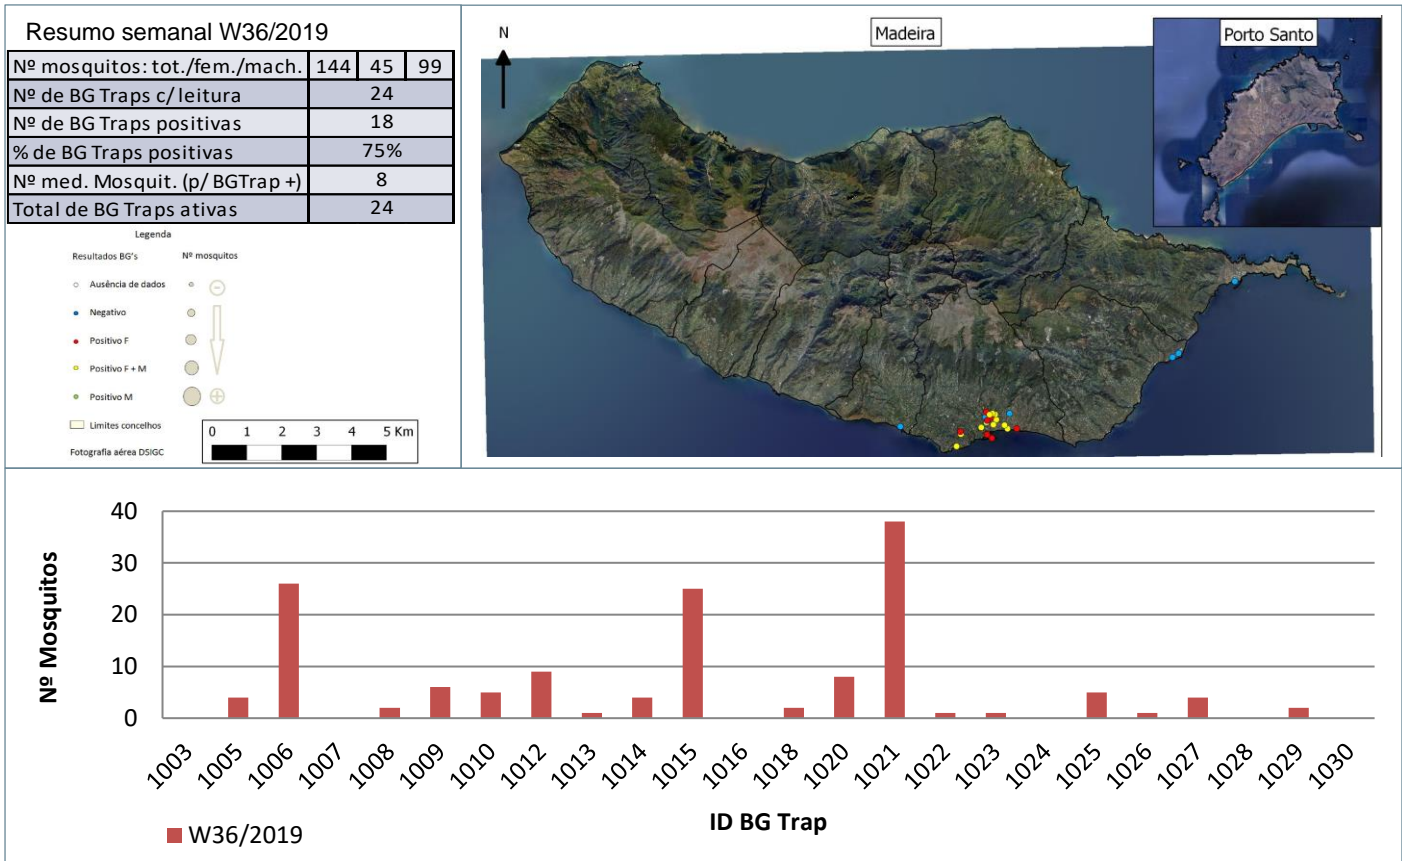 Resumo semanal W36/2019
Nº mosquitos: tot./fem./mach. 144 45 99
Nº de BG Traps c/ leitura 24
Nº de BG Traps positivas 18
% de BG Traps positivas 75%
Nº med. Mosquit. (p/ BGTrap +) 8
Total de BG Traps ativas 24
Legenda
Resultados BG's Nº mosquitos
Ausência de dados
Negativo
Positivo F
Positivo F + M
Positivo M
Limites concelhos
Fotografia aérea DSIGC
0 1 2 3 4 5 Km
N
Madeira
Porto Santo
40
30
20
10
0
Nº Mosquitos
1003 1005 1006 1007 1008 1009 1010 1012 1013 1014 1015 1016 1018 1020 1021 1022 1023 1024 1025 1026 1027 1028 1029 1030
ID BG Trap
W36/2019